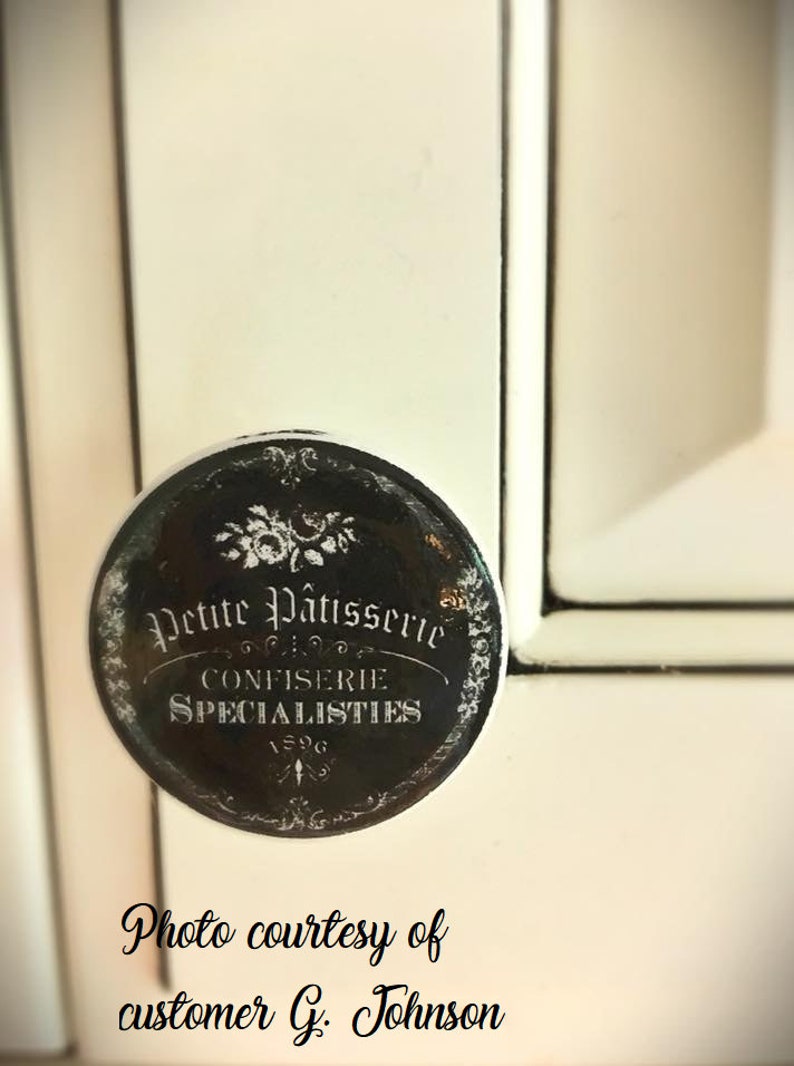 Petite Pâtisserie
CONFISERIE
SPECIALISTIES
1896
Photo courtesy of
customer G. Johnson